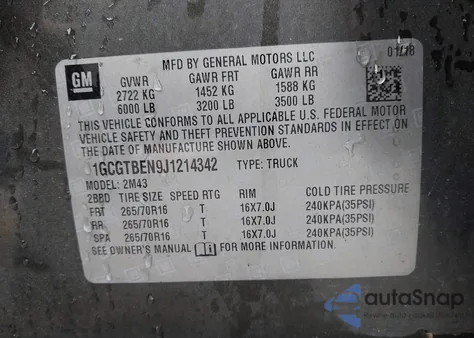 GM
MFD BY GENERAL MOTORS LLC
01/18
GVWR GAWR FRT GAWR RR
2722 KG 1452 KG 1588 KG
6000 LB 3200 LB 3500 LB
THIS VEHICLE CONFORMS TO ALL APPLICABLE U.S. FEDERAL MOTOR
VEHICLE SAFETY AND THEFT PREVENTION STANDARDS IN EFFECT ON
THE DATE OF MANUFACTURE SHOWN ABOVE.
1GCGTBEN9J1214342 TYPE: TRUCK
MODEL: 2M43
2BBD TIRE SIZE SPEED RTG RIM COLD TIRE PRESSURE
FRT 265/70R16 T 16X7.0J 240KPA(35PSI)
RR 265/70R16 T 16X7.0J 240KPA(35PSI)
SPA 265/70R16 T 16X7.0J 240KPA(35PSI)
SEE OWNER'S MANUAL FOR MORE INFORMATION.
autoSnap